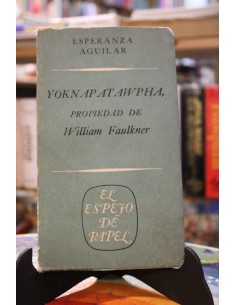 ESPERANZA
AGUILAR
YOKNAPATAWPHA,
PROPIEDAD DE
William Faulkner
EL
ESPEJO
DE
PAPEL